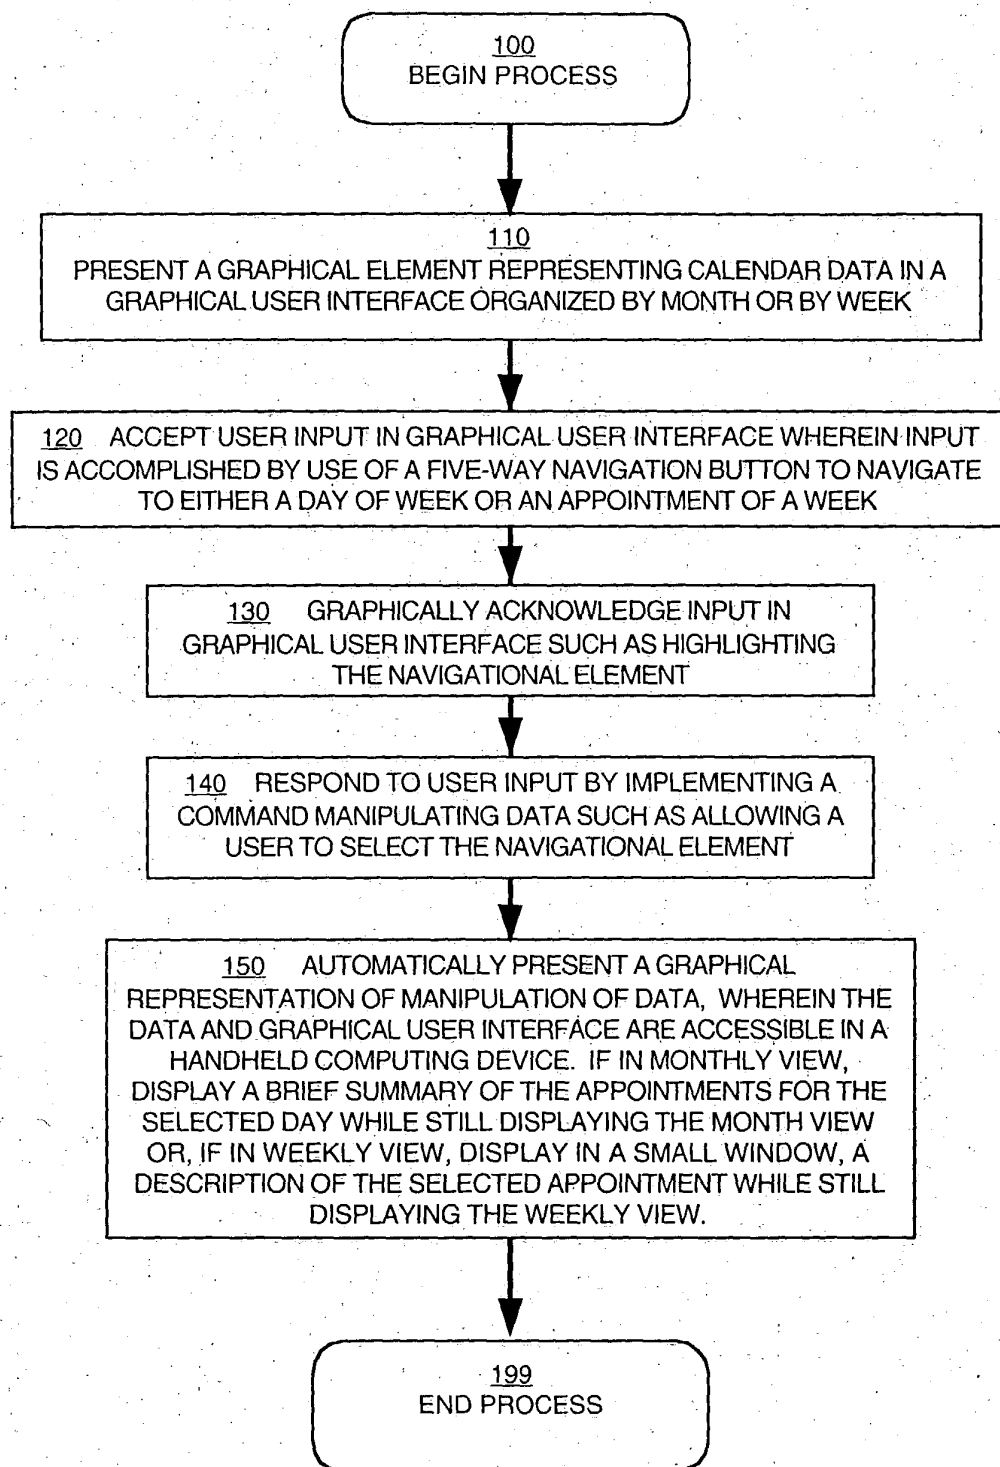 100
BEGIN PROCESS
110
PRESENT A GRAPHICAL ELEMENT REPRESENTING CALENDAR DATA IN A
GRAPHICAL USER INTERFACE ORGANIZED BY MONTH OR BY WEEK
120 ACCEPT USER INPUT IN GRAPHICAL USER INTERFACE WHEREIN INPUT
IS ACCOMPLISHED BY USE OF A FIVE-WAY NAVIGATION BUTTON TO NAVIGATE
TO EITHER A DAY OF WEEK OR AN APPOINTMENT OF A WEEK
130 GRAPHICALLY ACKNOWLEDGE INPUT IN
GRAPHICAL USER INTERFACE SUCH AS HIGHLIGHTING
THE NAVIGATIONAL ELEMENT
140 RESPOND TO USER INPUT BY IMPLEMENTING A
COMMAND MANIPULATING DATA SUCH AS ALLOWING A
USER TO SELECT THE NAVIGATIONAL ELEMENT
150 AUTOMATICALLY PRESENT A GRAPHICAL
REPRESENTATION OF MANIPULATION OF DATA, WHEREIN THE
DATA AND GRAPHICAL USER INTERFACE ARE ACCESSIBLE IN A
HANDHELD COMPUTING DEVICE. IF IN MONTHLY VIEW,
DISPLAY A BRIEF SUMMARY OF THE APPOINTMENTS FOR THE
SELECTED DAY WHILE STILL DISPLAYING THE MONTH VIEW
OR, IF IN WEEKLY VIEW, DISPLAY IN A SMALL WINDOW, A
DESCRIPTION OF THE SELECTED APPOINTMENT WHILE STILL
DISPLAYING THE WEEKLY VIEW.
199
END PROCESS